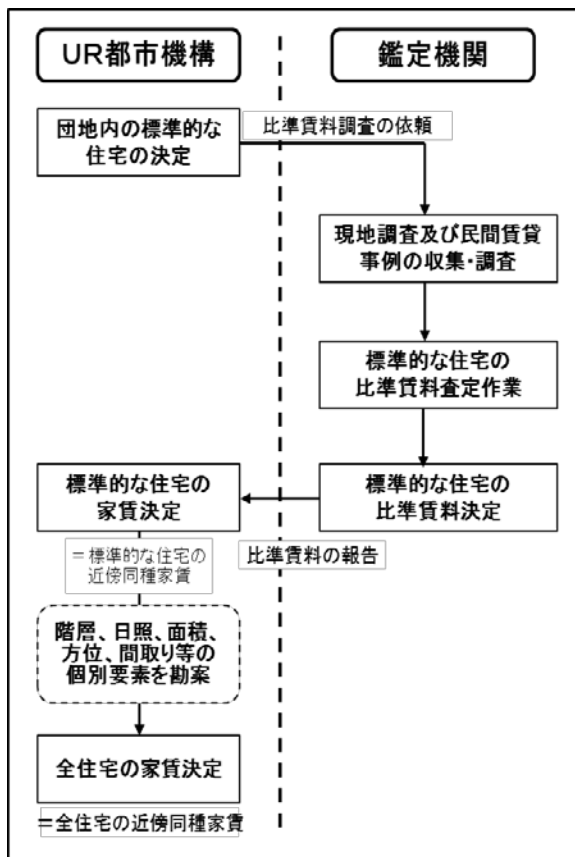 UR都市機構
鑑定機関
団地内の標準的な
住宅の決定
比準賃料調査の依頼
現地調査及び民間賃貸
事例の収集・調査
標準的な住宅の
比準賃料査定作業
標準的な住宅の
比準賃料決定
標準的な住宅の
家賃決定
比準賃料の報告
＝標準的な住宅の
近傍同種家賃
階層、日照、面積、
方位、間取り等の
個別要素を勘案
全住宅の家賃決定
＝全住宅の近傍同種家賃